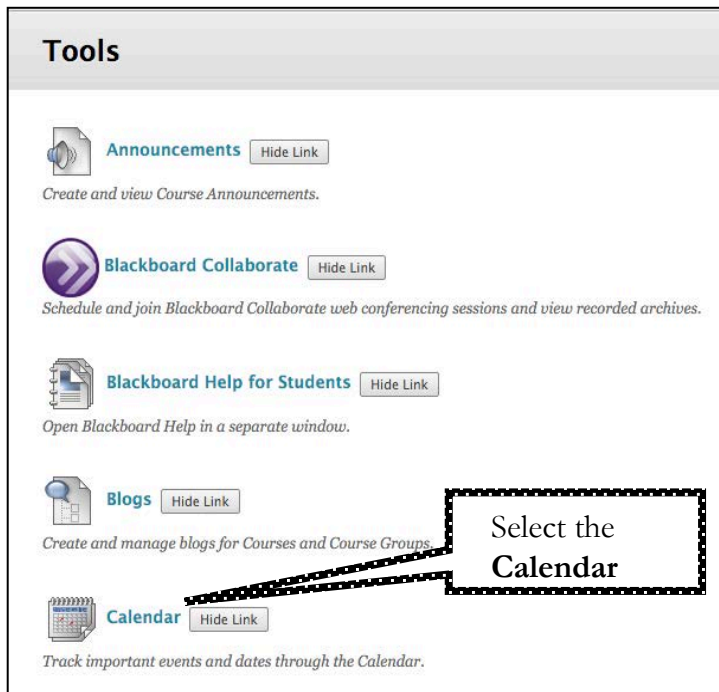 Tools
Announcements Hide Link
Create and view Course Announcements.
Blackboard Collaborate Hide Link
Schedule and join Blackboard Collaborate web conferencing sessions and view recorded archives.
Blackboard Help for Students Hide Link
Open Blackboard Help in a separate window.
Blogs Hide Link
Create and manage blogs for Courses and Course Groups.
Select the
Calendar
Calendar Hide Link
Track important events and dates through the Calendar.